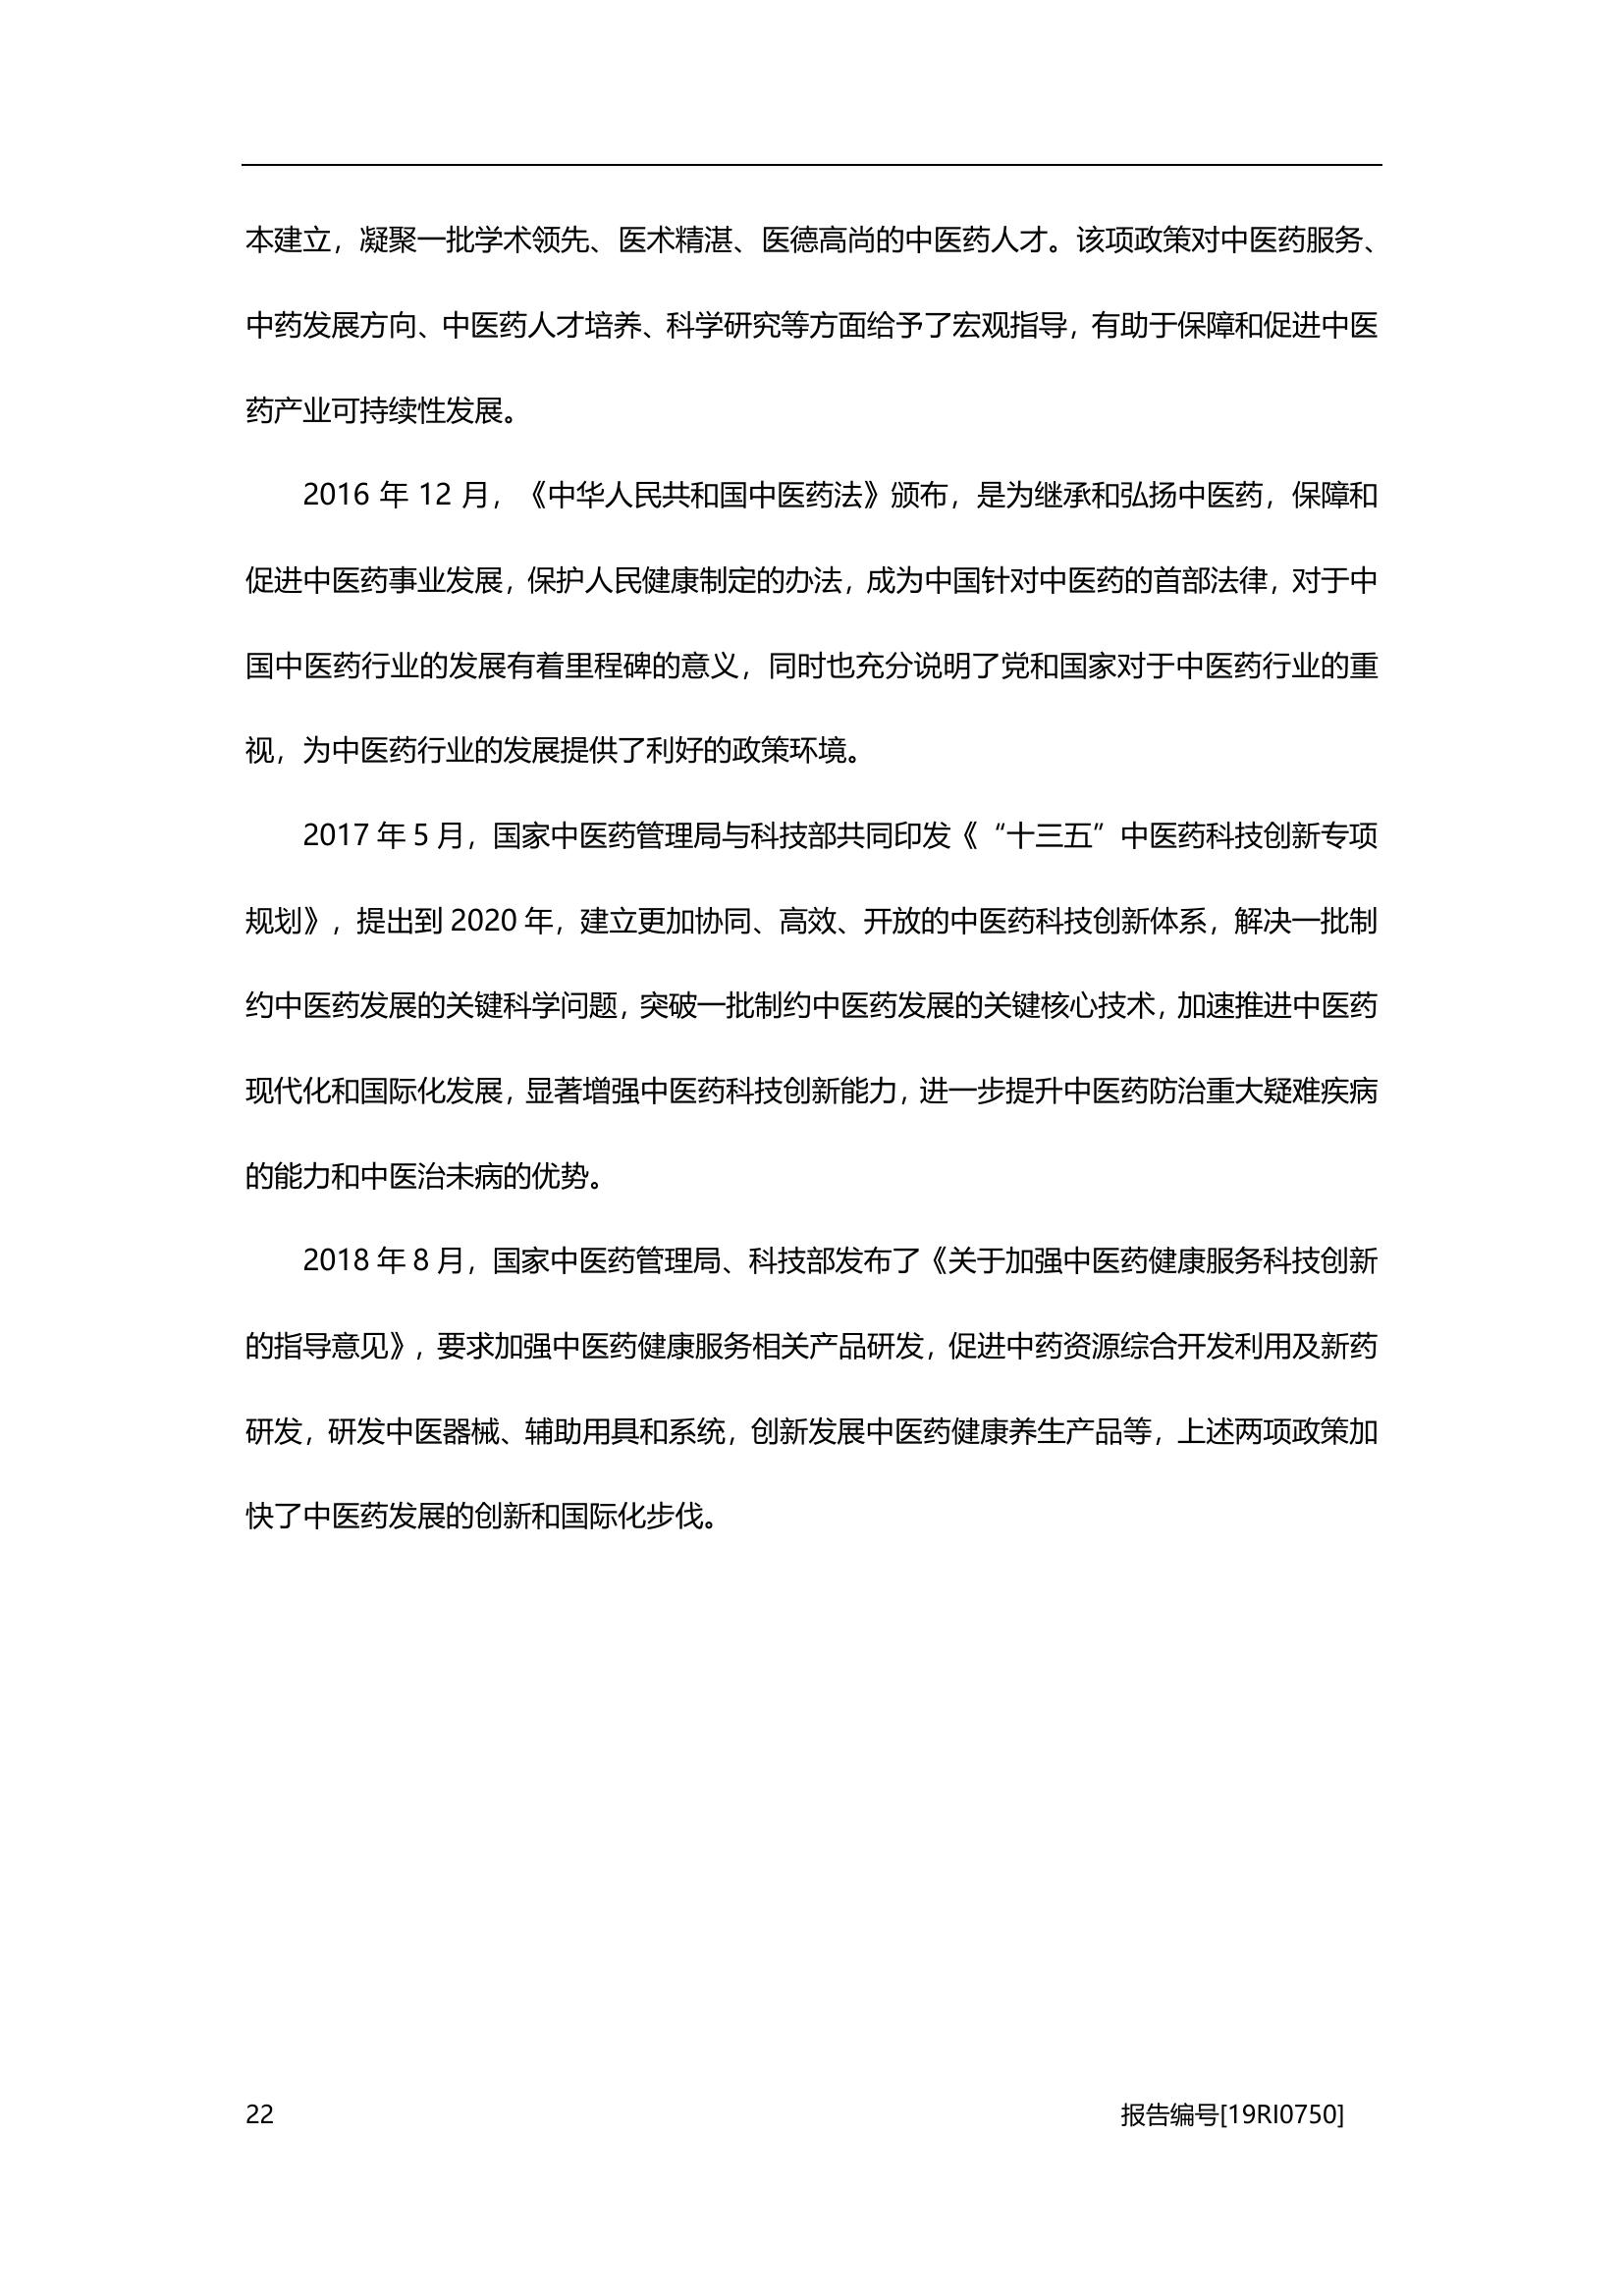 本建立，凝聚一批学术领先、医术精湛、医德高尚的中医药人才。该项政策对中医药服务、
中药发展方向、中医药人才培养、科学研究等方面给予了宏观指导，有助于保障和促进中医
药产业可持续性发展。
2016 年 12 月，《中华人民共和国中医药法》颁布，是为继承和弘扬中医药，保障和
促进中医药事业发展，保护人民健康制定的办法，成为中国针对中医药的首部法律，对于中
国中医药行业的发展有着里程碑的意义，同时也充分说明了党和国家对于中医药行业的重
视，为中医药行业的发展提供了利好的政策环境。
2017 年 5 月，国家中医药管理局与科技部共同印发《“十三五”中医药科技创新专项
规划》，提出到 2020 年，建立更加协同、高效、开放的中医药科技创新体系，解决一批制
约中医药发展的关键科学问题，突破一批制约中医药发展的关键核心技术，加速推进中医药
现代化和国际化发展，显著增强中医药科技创新能力，进一步提升中医药防治重大疑难疾病
的能力和中医治未病的优势。
2018 年 8 月，国家中医药管理局、科技部发布了《关于加强中医药健康服务科技创新
的指导意见》，要求加强中医药健康服务相关产品研发，促进中药资源综合开发利用及新药
研发，研发中医器械、辅助用具和系统，创新发展中医药健康养生产品等，上述两项政策加
快了中医药发展的创新和国际化步伐。
22
报告编号[19RI0750]